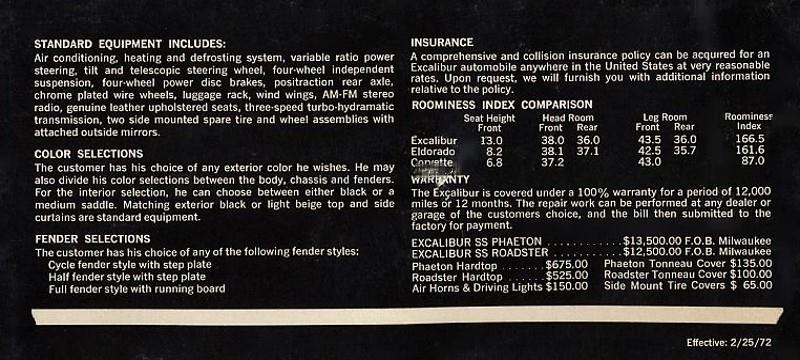 STANDARD EQUIPMENT INCLUDES:
Air conditioning, heating and defrosting system, variable ratio power
steering, tilt and telescopic steering wheel, four-wheel independent
suspension, four-wheel power disc brakes, positraction rear axle,
chrome plated wire wheels, luggage rack, wind wings, AM-FM stereo
radio, genuine leather upholstered seats, three-speed turbo-hydramatic
transmission, two side mounted spare tire and wheel assemblies with
attached outside mirrors.
COLOR SELECTIONS
The customer has his choice of any exterior color he wishes. He may
also divide his color selections between the body, chassis and fenders.
For the interior selection, he can choose between either black or a
medium saddle. Matching exterior black or light beige top and side
curtains are standard equipment.
FENDER SELECTIONS
The customer has his choice of any of the following fender styles:
Cycle fender style with step plate
Half fender style with step plate
Full fender style with running board
INSURANCE
A comprehensive and collision insurance policy can be acquired for an
Excalibur automobile anywhere in the United States at very reasonable
rates. Upon request, we will furnish you with additional information
relative to the policy.
ROOMINESS INDEX COMPARISON
Seat Height Head Room Leg Room Roominess
Front Front Rear Front Rear Index
Excalibur 13.0 38.0 36.0 43.5 36.0 166.5
Eldorado 8.2 38.1 37.1 42.5 35.7 161.6
Corvette 6.8 37.2 43.0 87.0
WARRANTY
The Excalibur is covered under a 100% warranty for a period of 12,000
miles or 12 months. The repair work can be performed at any dealer or
garage of the customers choice, and the bill then submitted to the
factory for payment.
EXCALIBUR SS PHAETON . . . . . . . . . . . $13,500.00 F.O.B. Milwaukee
EXCALIBUR SS ROADSTER . . . . . . . . . . $12,500.00 F.O.B. Milwaukee
Phaeton Hardtop . . . . . . . $675.00 Phaeton Tonneau Cover $135.00
Roadster Hardtop . . . . . . $525.00 Roadster Tonneau Cover $100.00
Air Horns & Driving Lights $150.00 Side Mount Tire Covers $ 65.00
Effective: 2/25/72